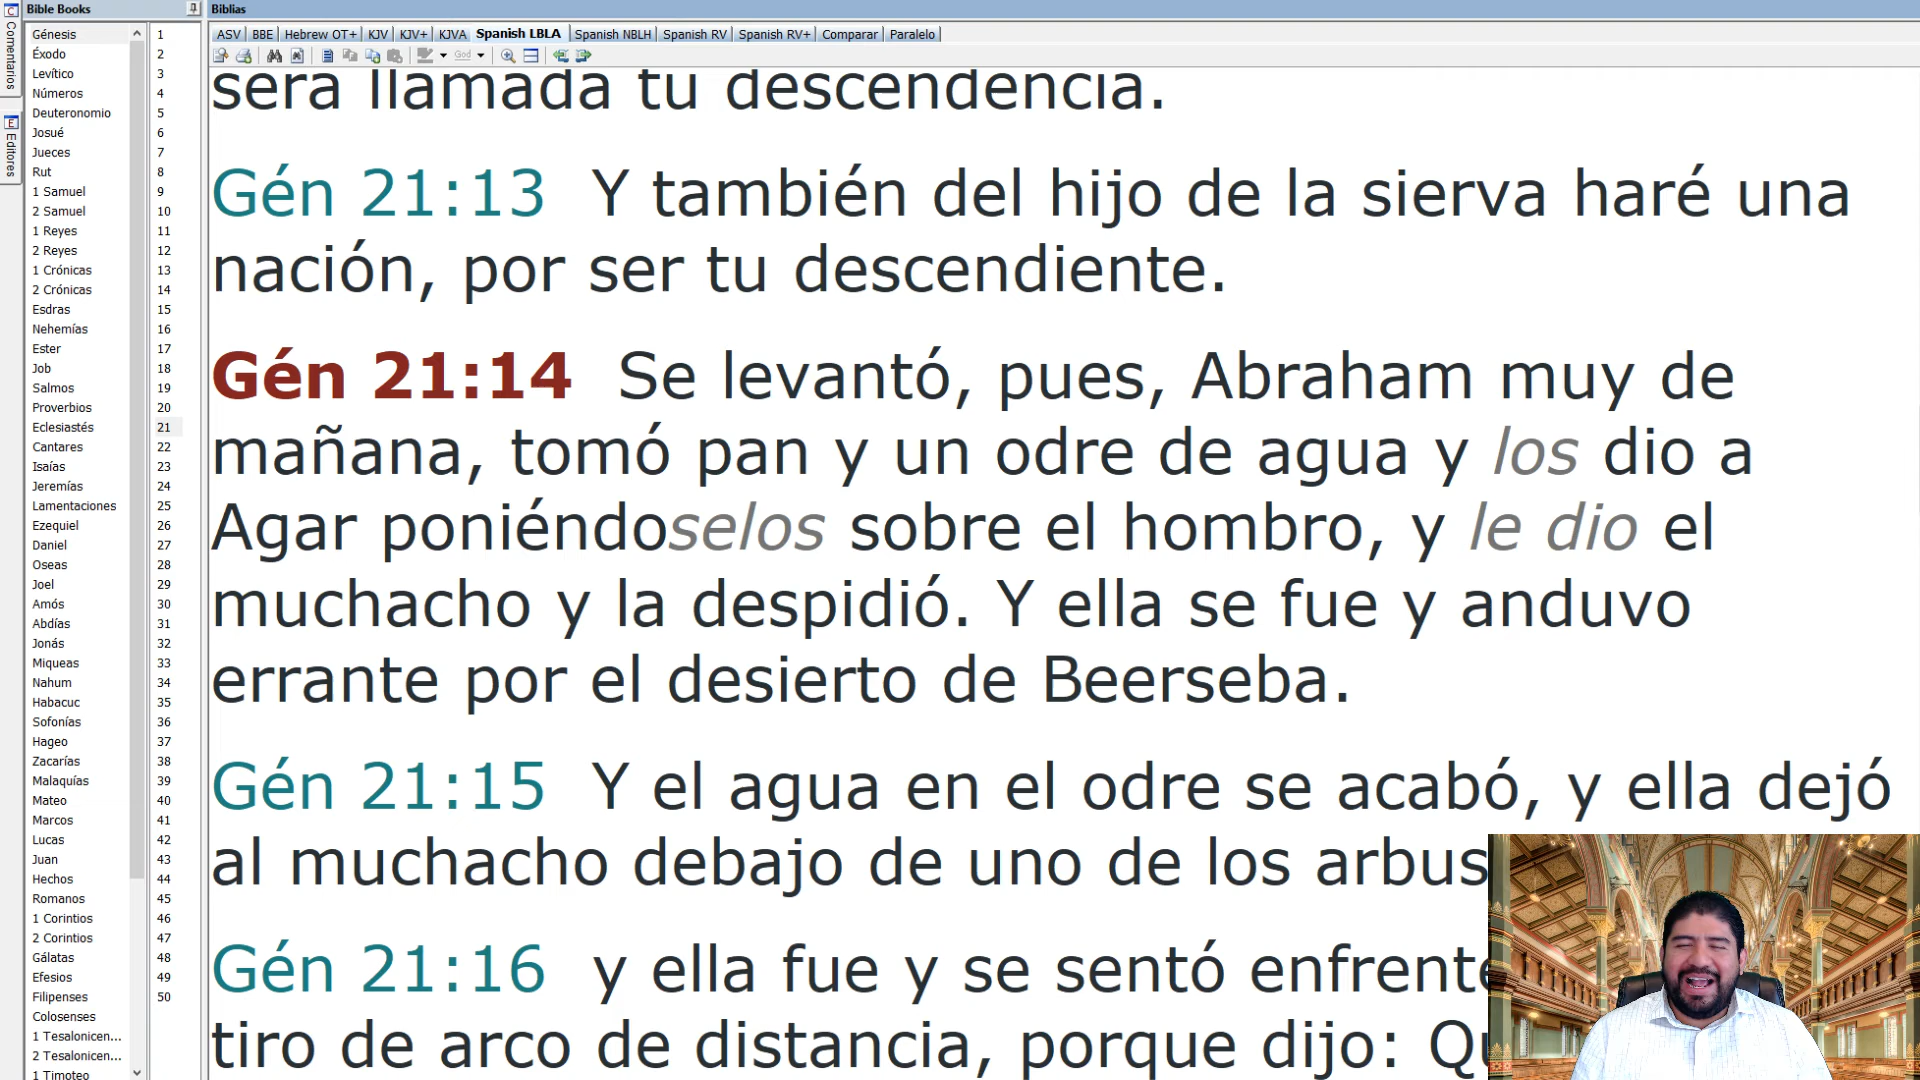 Bible Books
Biblias
Comentarios
Editores
ASV BBE Hebrew OT+ KJV KJV+ KJVA Spanish LBLA Spanish NBLH Spanish RV Spanish RV+ Comparar Paralelo
God
Génesis 1
Éxodo 2
Levítico 3
Números 4
Deuteronomio 5
Josué 6
Jueces 7
Rut 8
1 Samuel 9
2 Samuel 10
1 Reyes 11
2 Reyes 12
1 Crónicas 13
2 Crónicas 14
Esdras 15
Nehemías 16
Ester 17
Job 18
Salmos 19
Proverbios 20
Eclesiastés 21
Cantares 22
Isaías 23
Jeremías 24
Lamentaciones 25
Ezequiel 26
Daniel 27
Oseas 28
Joel 29
Amós 30
Abdías 31
Jonás 32
Miqueas 33
Nahum 34
Habacuc 35
Sofonías 36
Hageo 37
Zacarías 38
Malaquías 39
Mateo 40
Marcos 41
Lucas 42
Juan 43
Hechos 44
Romanos 45
1 Corintios 46
2 Corintios 47
Gálatas 48
Efesios 49
Filipenses 50
Colosenses
1 Tesalonicen...
2 Tesalonicen...
1 Timoteo
será llamada tu descendencia.
Gén 21:13 Y también del hijo de la sierva haré una
nación, por ser tu descendiente.
Gén 21:14 Se levantó, pues, Abraham muy de
mañana, tomó pan y un odre de agua y los dio a
Agar poniéndoselos sobre el hombro, y le dio el
muchacho y la despidió. Y ella se fue y anduvo
errante por el desierto de Beerseba.
Gén 21:15 Y el agua en el odre se acabó, y ella dejó
al muchacho debajo de uno de los arbus
Gén 21:16 y ella fue y se sentó enfrente
tiro de arco de distancia, porque dijo: Qu